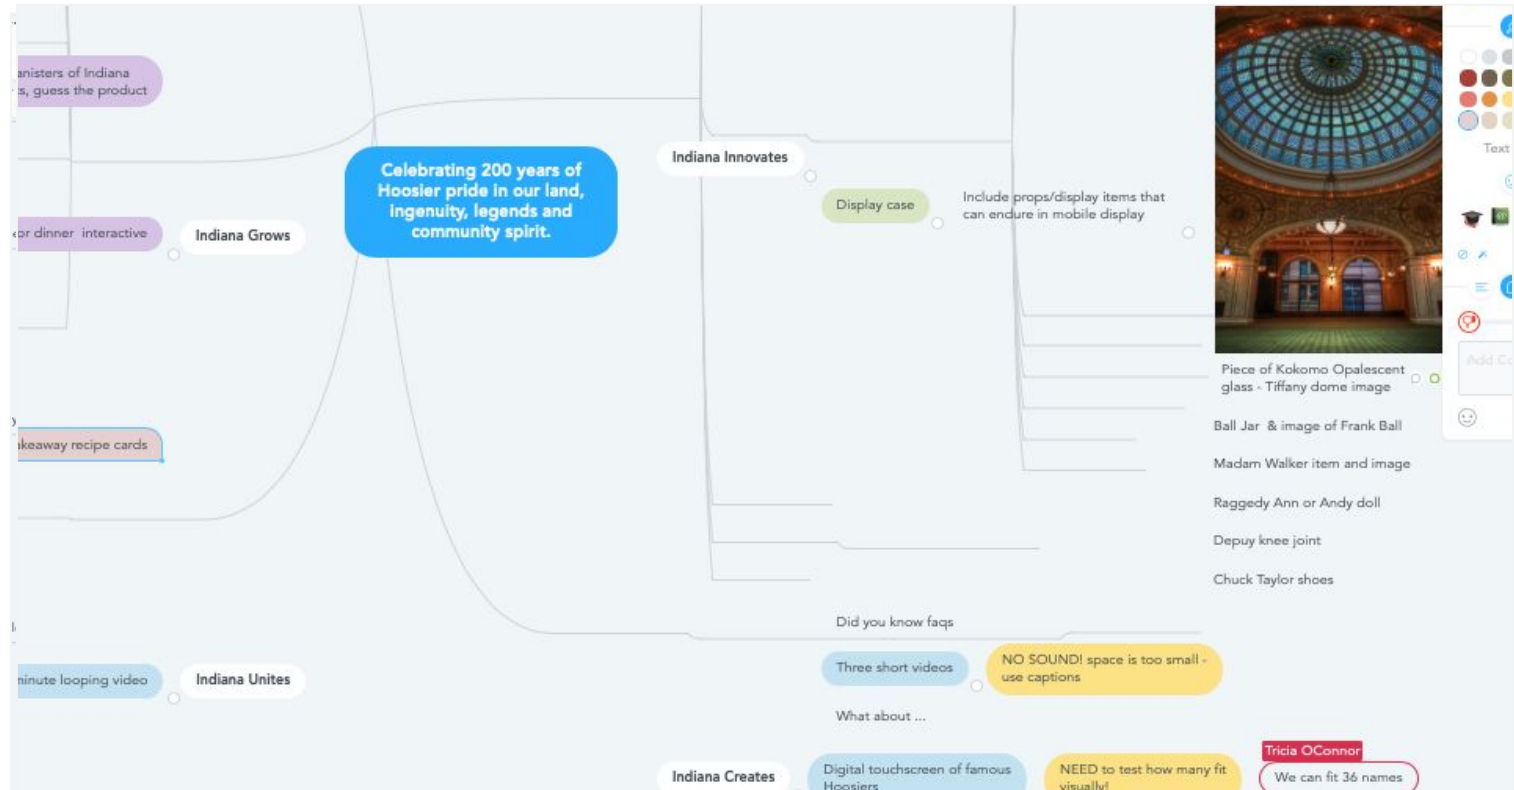 anisters of Indiana
s, guess the product
or dinner interactive
Indiana Grows
akeaway recipe cards
minute looping video
Indiana Unites
Celebrating 200 years of
Hoosier pride in our land,
ingenuity, legends and
community spirit.
Indiana Innovates
Display case
Include props/display items that
can endure in mobile display
Piece of Kokomo Opalescent
glass - Tiffany dome image
Ball Jar & image of Frank Ball
Madam Walker item and image
Raggedy Ann or Andy doll
Depuy knee joint
Chuck Taylor shoes
Did you know faqs
Three short videos
NO SOUND! space is too small -
use captions
What about ...
Indiana Creates
Digital touchscreen of famous
Hoosiers
NEED to test how many fit
visually!
Tricia OConnor
We can fit 36 names
Text
Add Co